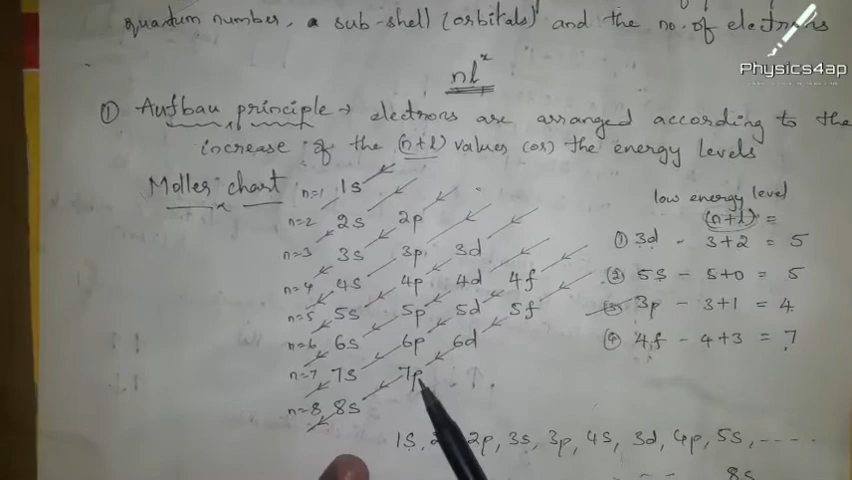 quantum number, a sub-shell (orbitals) and the no. of electrons
Physics4ap
nl^x
① Aufbau principle → electrons are arranged according to the
increase of the (n+l) values (or) the energy levels
Moller chart
n=1 1s
n=2 2s 2p
n=3 3s 3p 3d
n=4 4s 4p 4d 4f
n=5 5s 5p 5d 5f
n=6 6s 6p 6d
n=7 7s 7p
n=8 8s
low energy level
(n+l) =
① 3d - 3+2 = 5
② 5s - 5+0 = 5
③ 3p - 3+1 = 4
④ 4f - 4+3 = 7
1s, 2p, 3s, 3p, 4s, 3d, 4p, 5s, -----
-- -- 8s